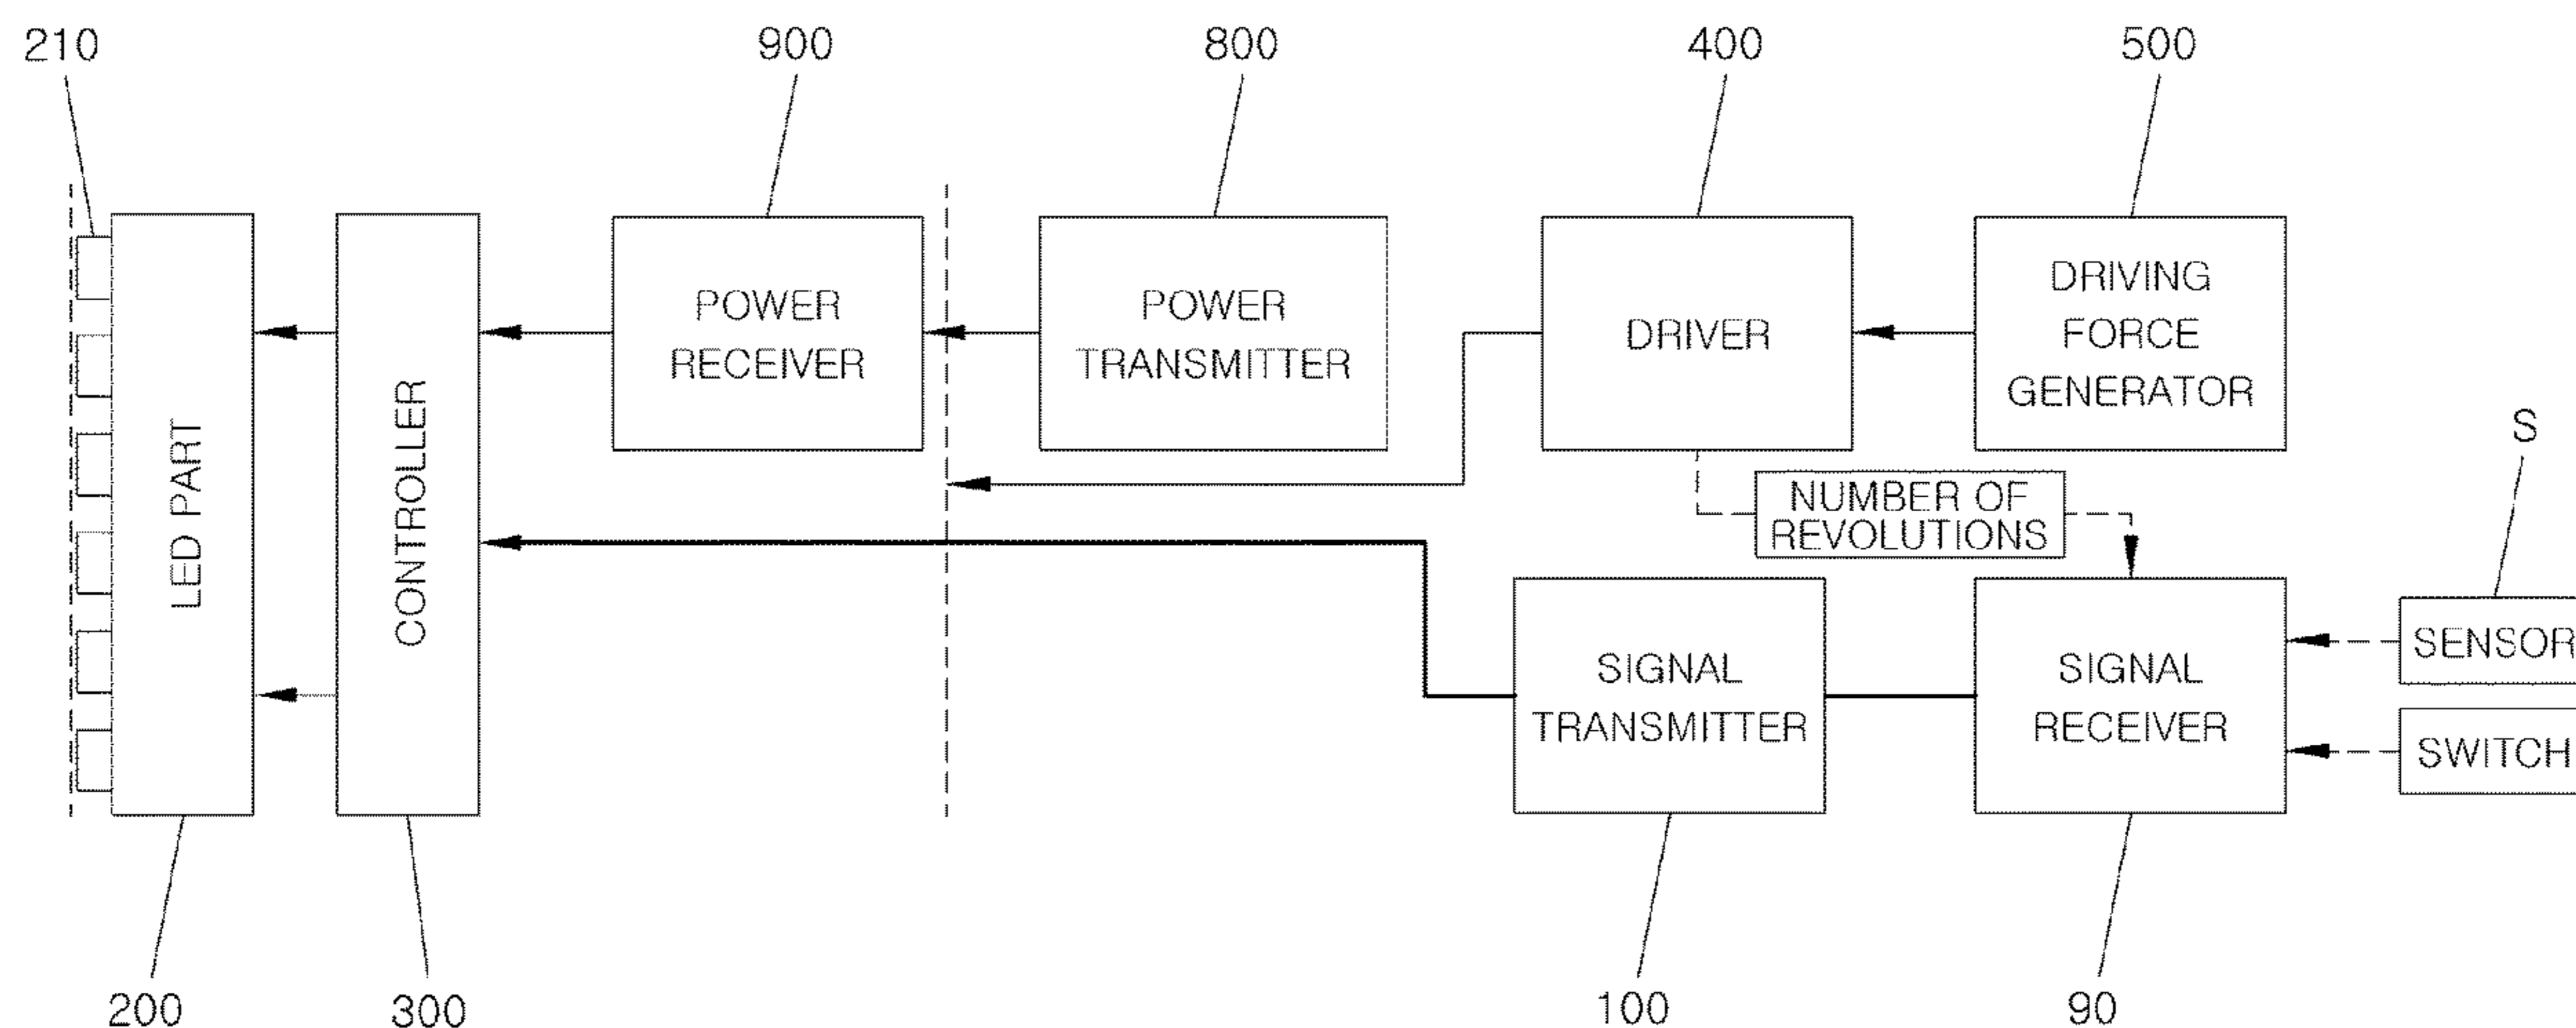 210
900
800
400
500
POWER
RECEIVER
POWER
TRANSMITTER
DRIVER
DRIVING
FORCE
GENERATOR
S
LED PART
CONTROLLER
NUMBER OF
REVOLUTIONS
SIGNAL
TRANSMITTER
SIGNAL
RECEIVER
SENSOR
SWITCH
200
300
100
90